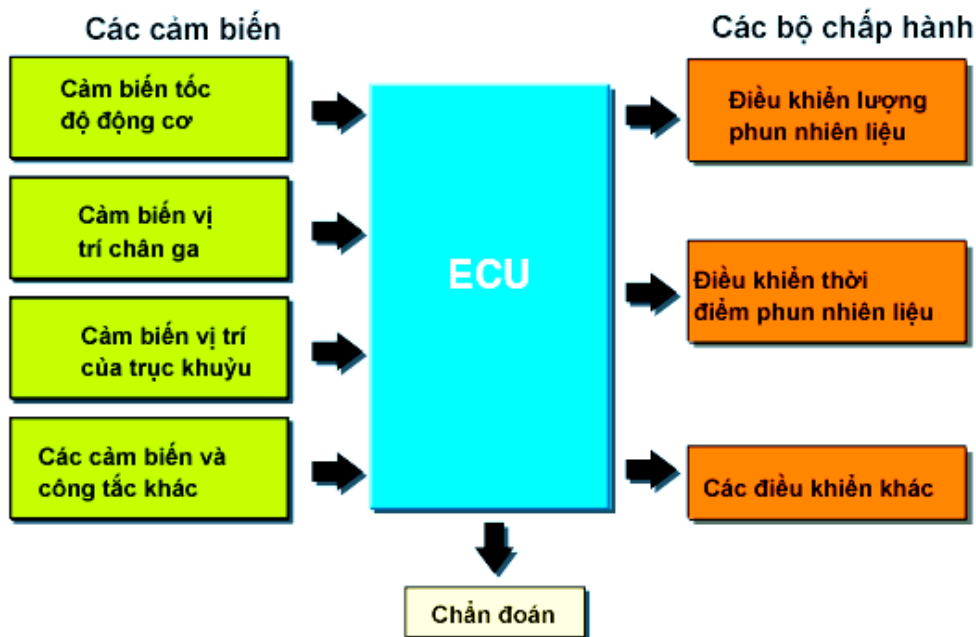 Các cảm biến
Cảm biến tốc
độ động cơ
Cảm biến vị
trí chân ga
Cảm biến vị trí
của trục khuỷu
Các cảm biến và
công tắc khác
ECU
Chẩn đoán
Các bộ chấp hành
Điều khiển lượng
phun nhiên liệu
Điều khiển thời
điểm phun nhiên liệu
Các điều khiển khác